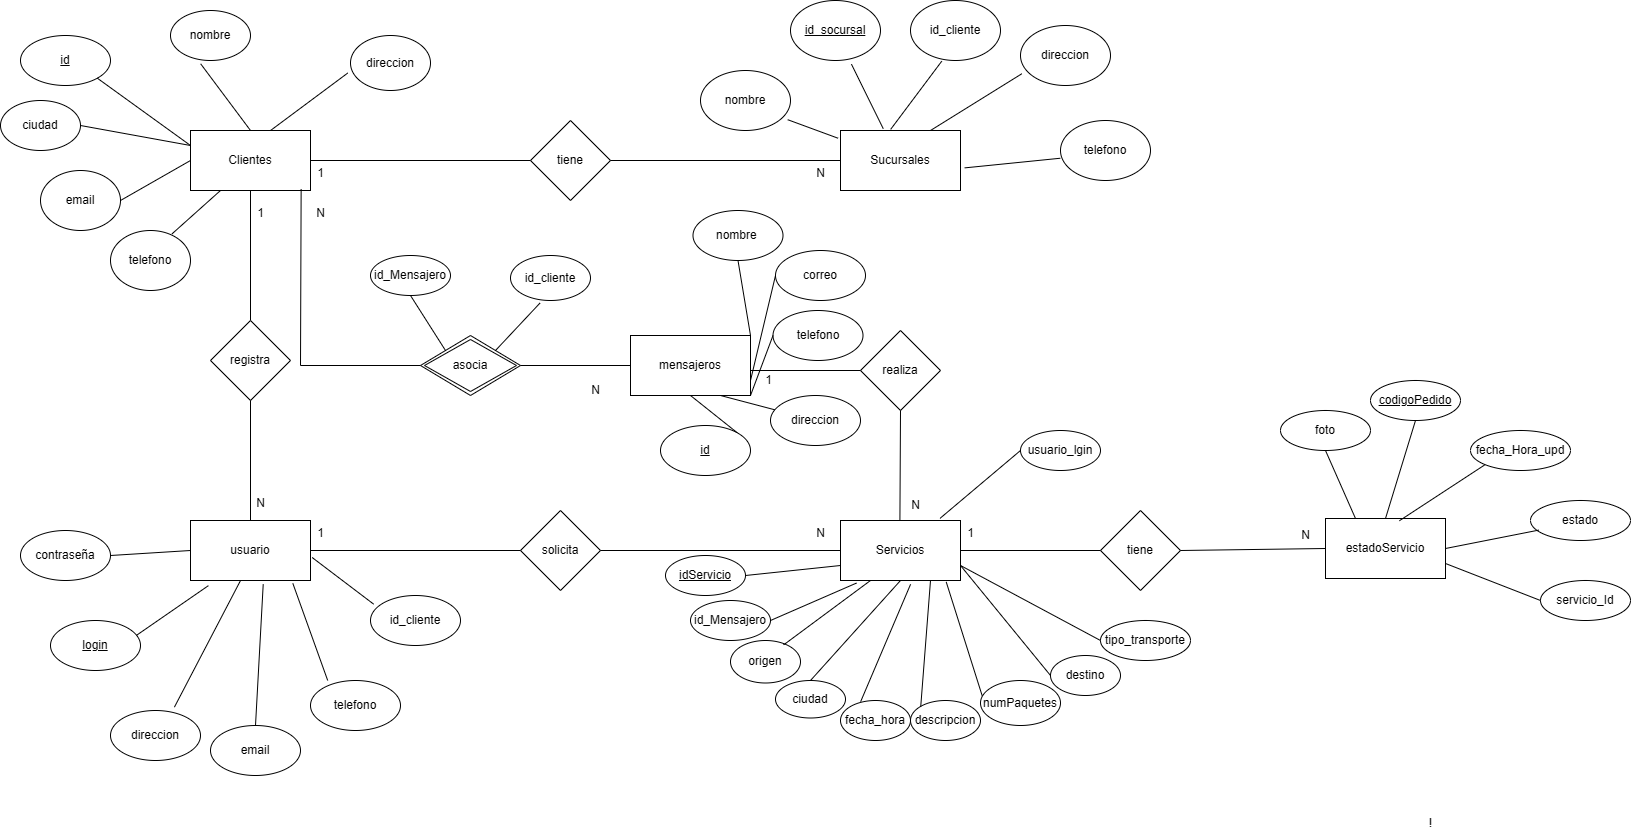 id_socursal
id_cliente
nombre
direccion
id
direccion
nombre
ciudad
telefono
Clientes
tiene
Sucursales
1
N
email
1
N
nombre
telefono
id_Mensajero
id_cliente
correo
telefono
registra
asocia
mensajeros
realiza
1
N
codigoPedido
direccion
foto
id
usuario_lgin
fecha_Hora_upd
N
N
estado
1
N
1
N
contraseña
usuario
solicita
Servicios
tiene
estadoServicio
idServicio
servicio_Id
id_cliente
id_Mensajero
tipo_transporte
login
origen
destino
ciudad
numPaquetes
telefono
fecha_hora
descripcion
direccion
email
!